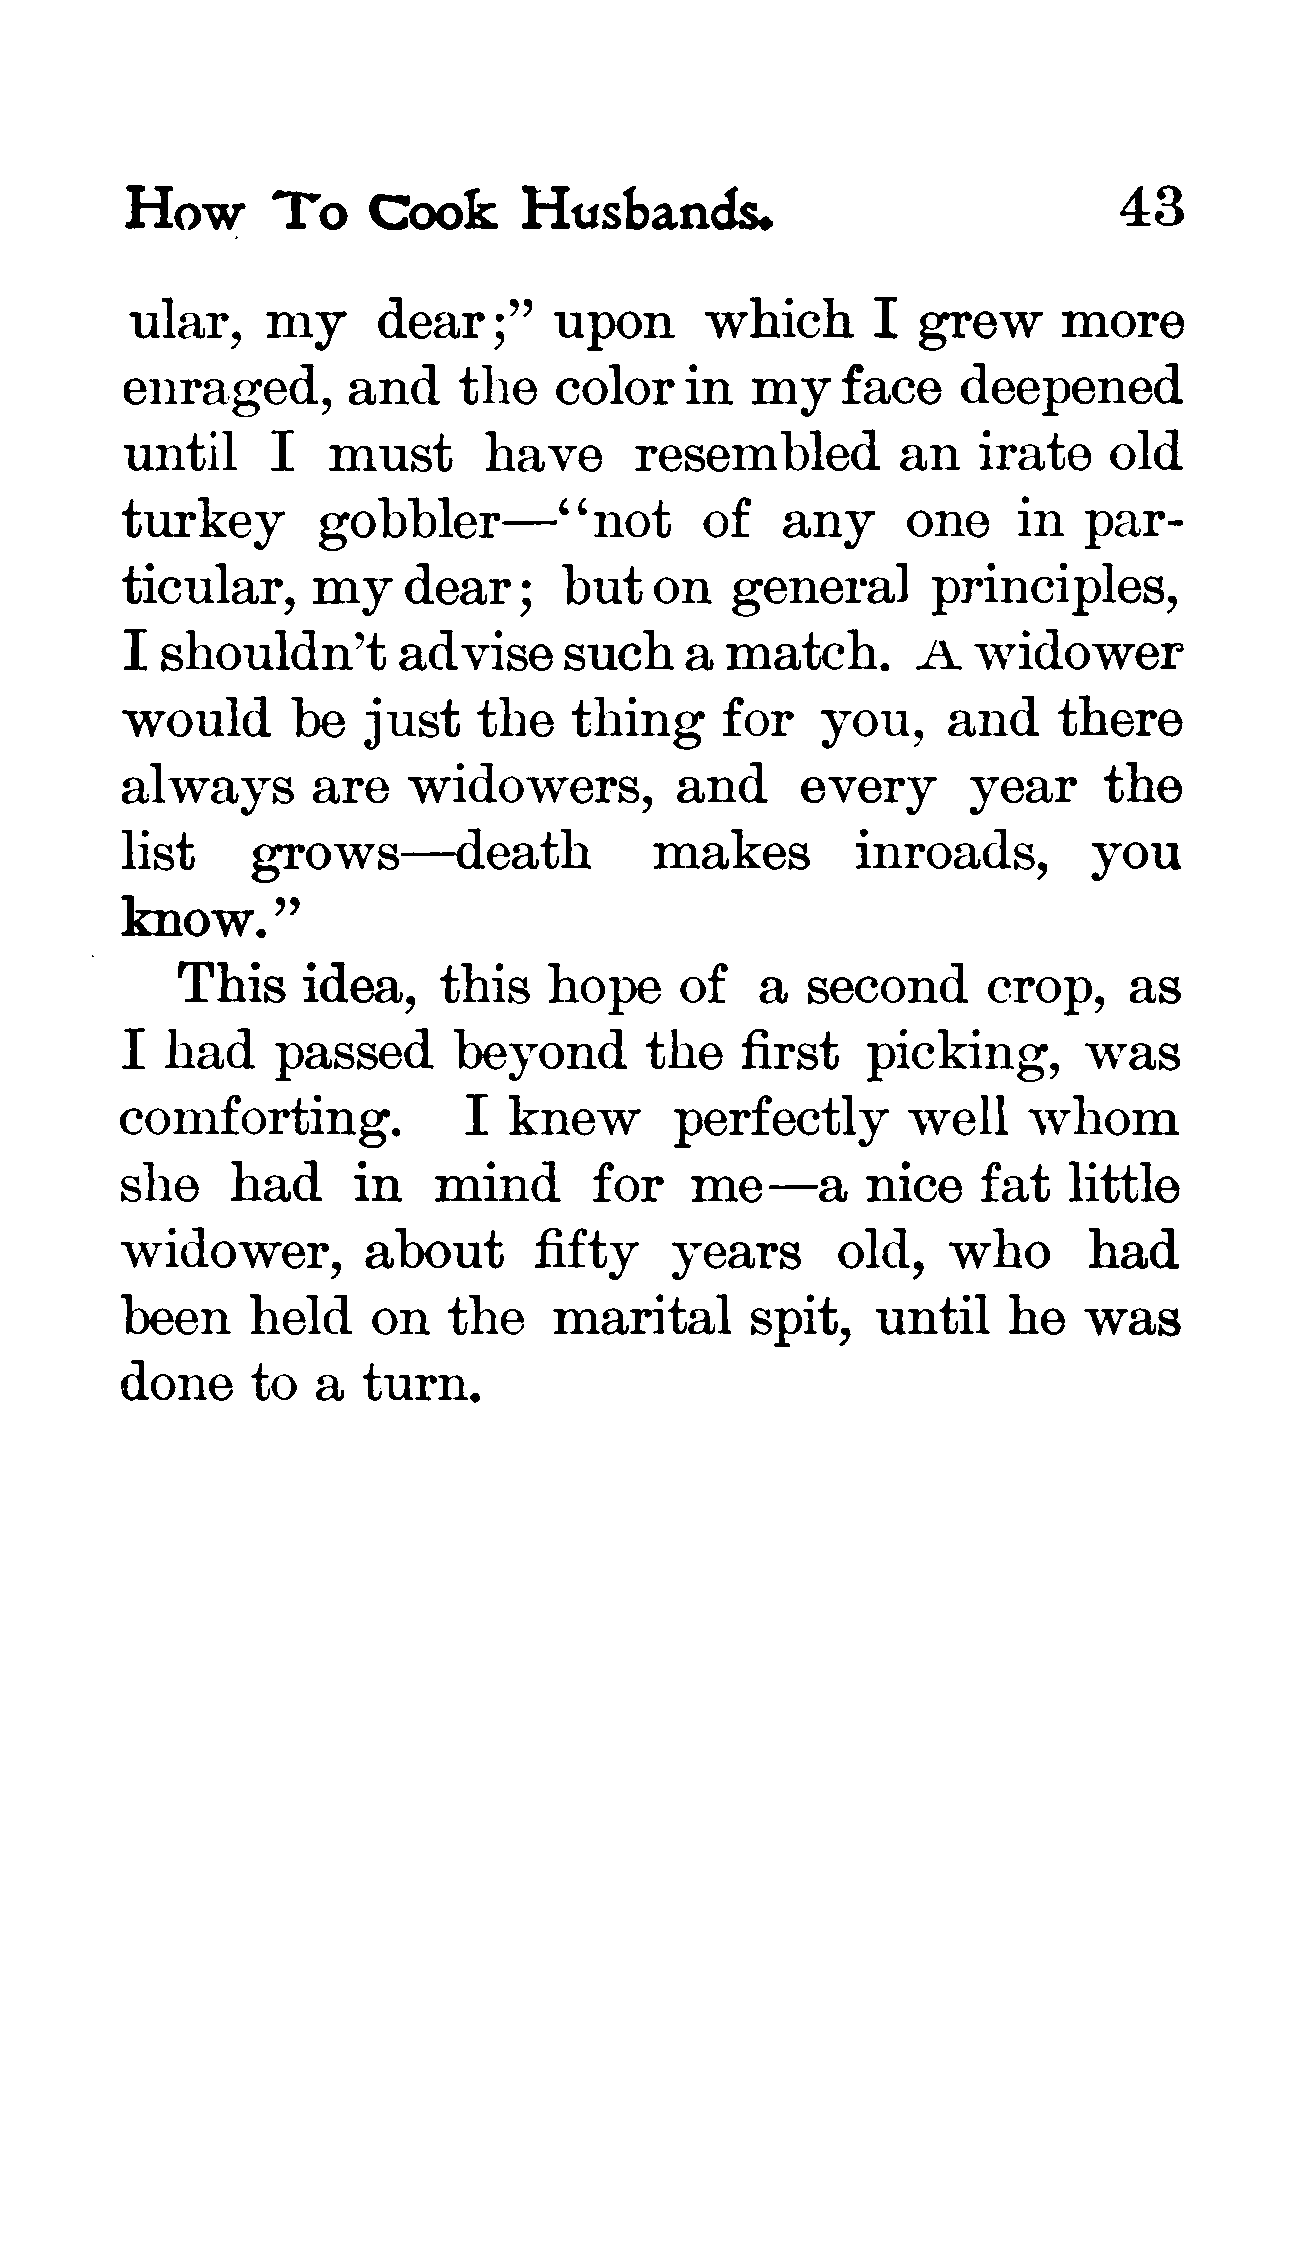 How To Cook Husbands. 43
ular, my dear;” upon which I grew more
enraged, and the color in my face deepened
until I must have resembled an irate old
turkey gobbler—“not of any one in par-
ticular, my dear; but on general principles,
I shouldn’t advise such a match. A widower
would be just the thing for you, and there
always are widowers, and every year the
list grows—death makes inroads, you
know.”
This idea, this hope of a second crop, as
I had passed beyond the first picking, was
comforting. I knew perfectly well whom
she had in mind for me—a nice fat little
widower, about fifty years old, who had
been held on the marital spit, until he was
done to a turn.